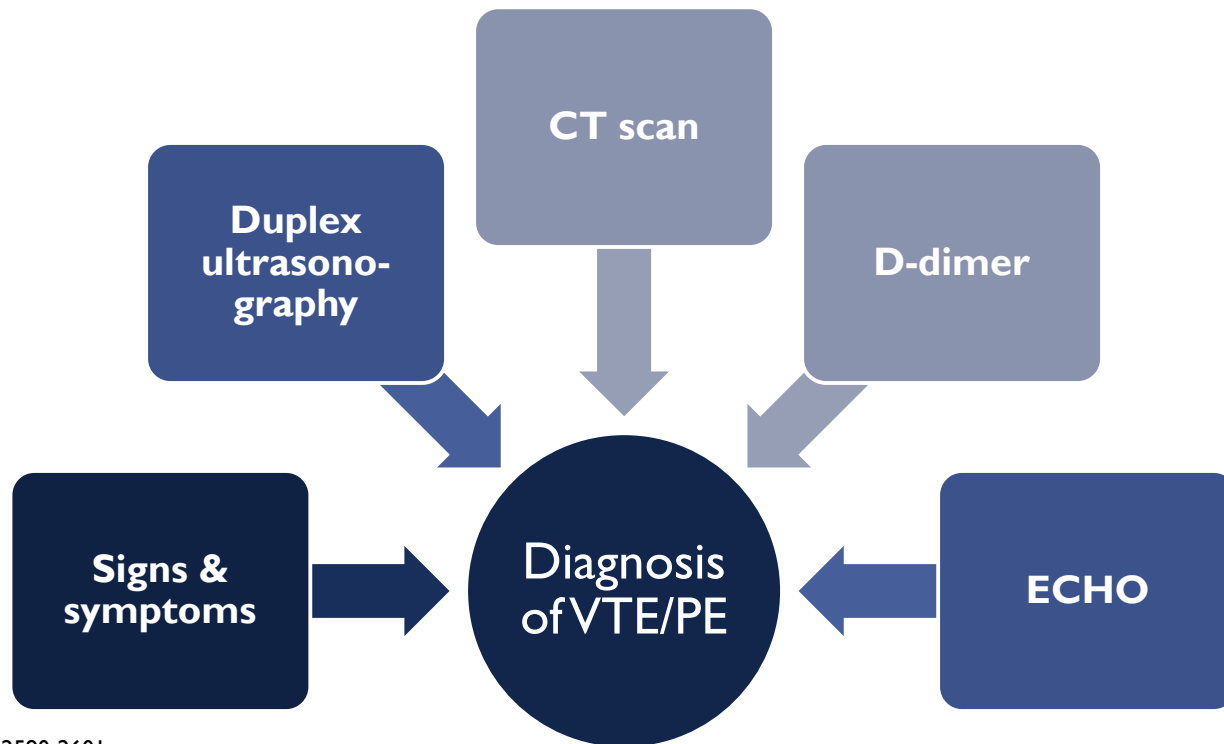 CT scan
Duplex
ultrasono-
graphy
D-dimer
Signs &
symptoms
Diagnosis
of VTE/PE
ECHO